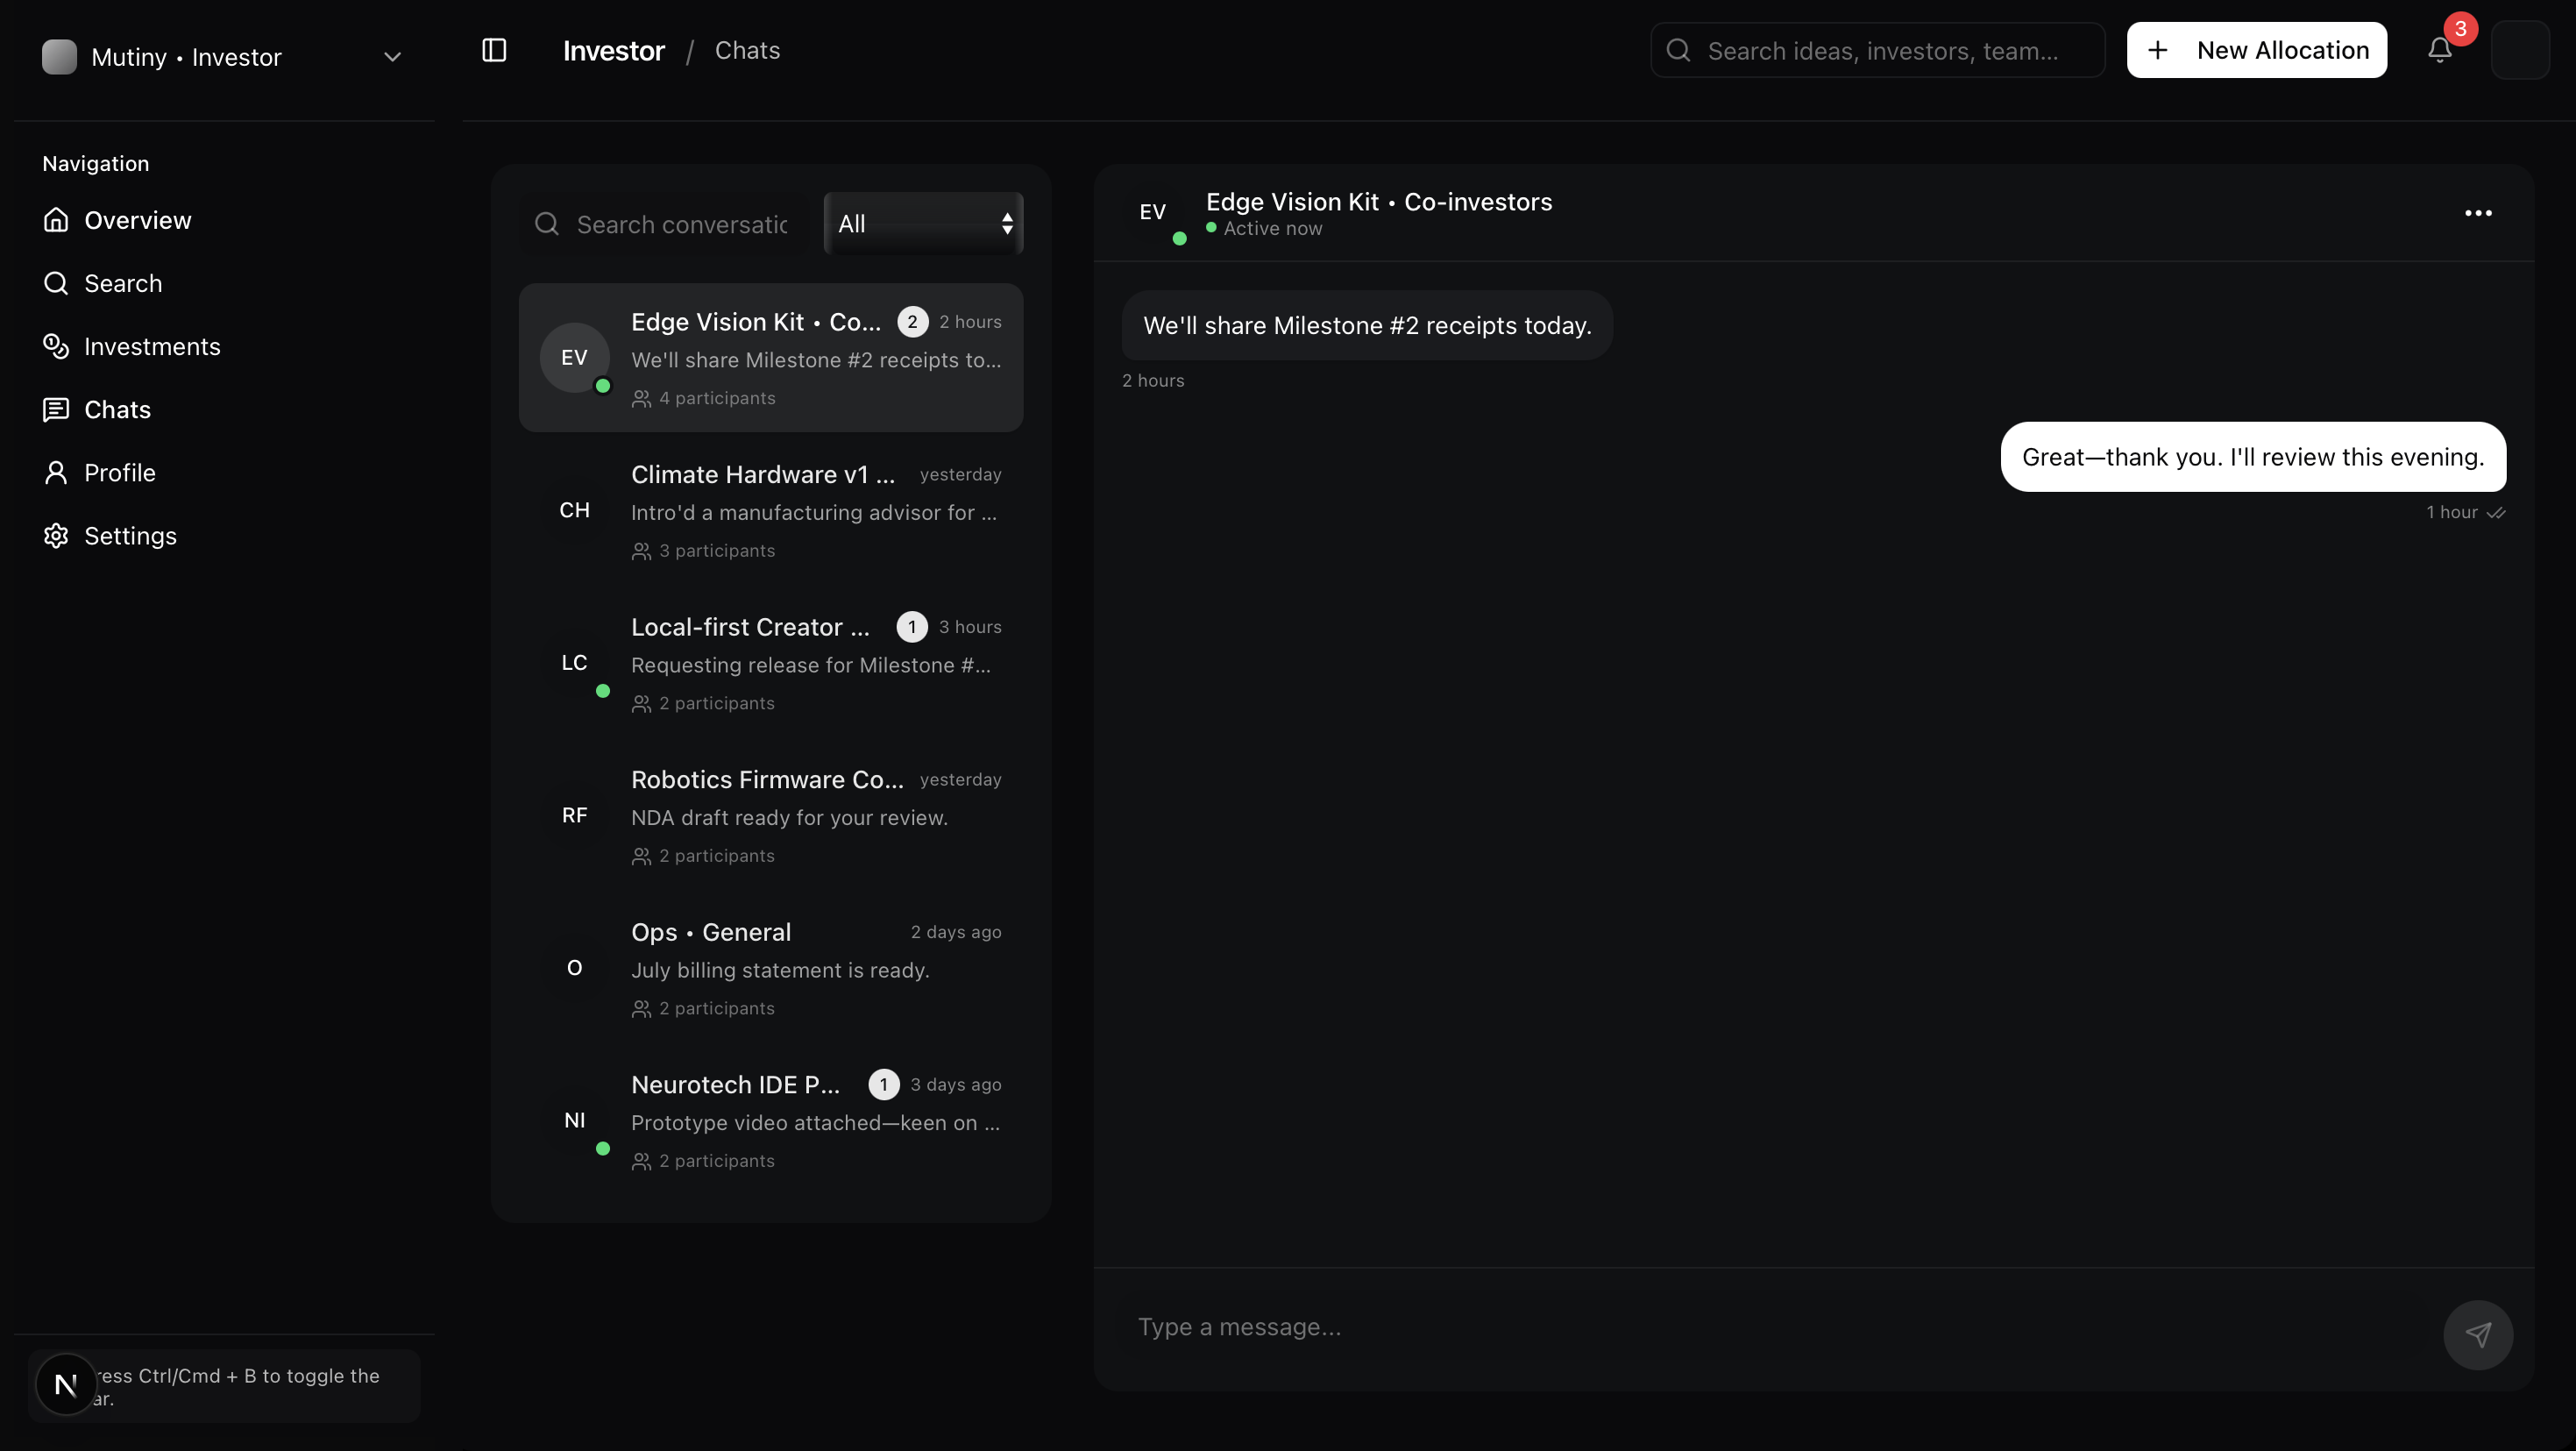 Mutiny • Investor
Investor / Chats
Search ideas, investors, team...
New Allocation
3
Navigation
Overview
Search
Investments
Chats
Profile
Settings
ress Ctrl/Cmd + B to toggle the
ar.
N
Search conversatic
All
EV
Edge Vision Kit • Co...
2
2 hours
We'll share Milestone #2 receipts to...
4 participants
CH
Climate Hardware v1 ...
yesterday
Intro'd a manufacturing advisor for ...
3 participants
LC
Local-first Creator ...
1
3 hours
Requesting release for Milestone #...
2 participants
RF
Robotics Firmware Co...
yesterday
NDA draft ready for your review.
2 participants
O
Ops • General
2 days ago
July billing statement is ready.
2 participants
NI
Neurotech IDE P...
1
3 days ago
Prototype video attached—keen on ...
2 participants
EV
Edge Vision Kit • Co-investors
Active now
We'll share Milestone #2 receipts today.
2 hours
Great—thank you. I'll review this evening.
1 hour
Type a message...